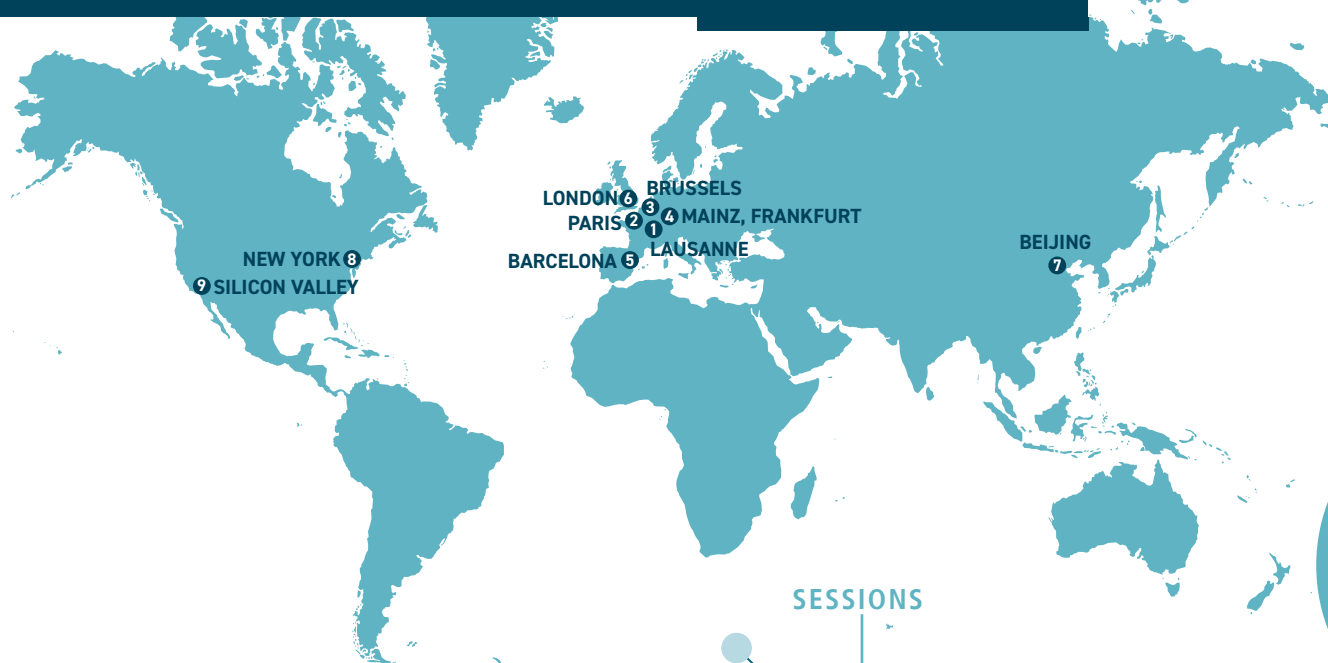 BRUSSELS
LONDON 6
3
4 MAINZ, FRANKFURT
PARIS 2
1
LAUSANNE
BEIJING
7
NEW YORK 8
BARCELONA 5
9 SILICON VALLEY
SESSIONS